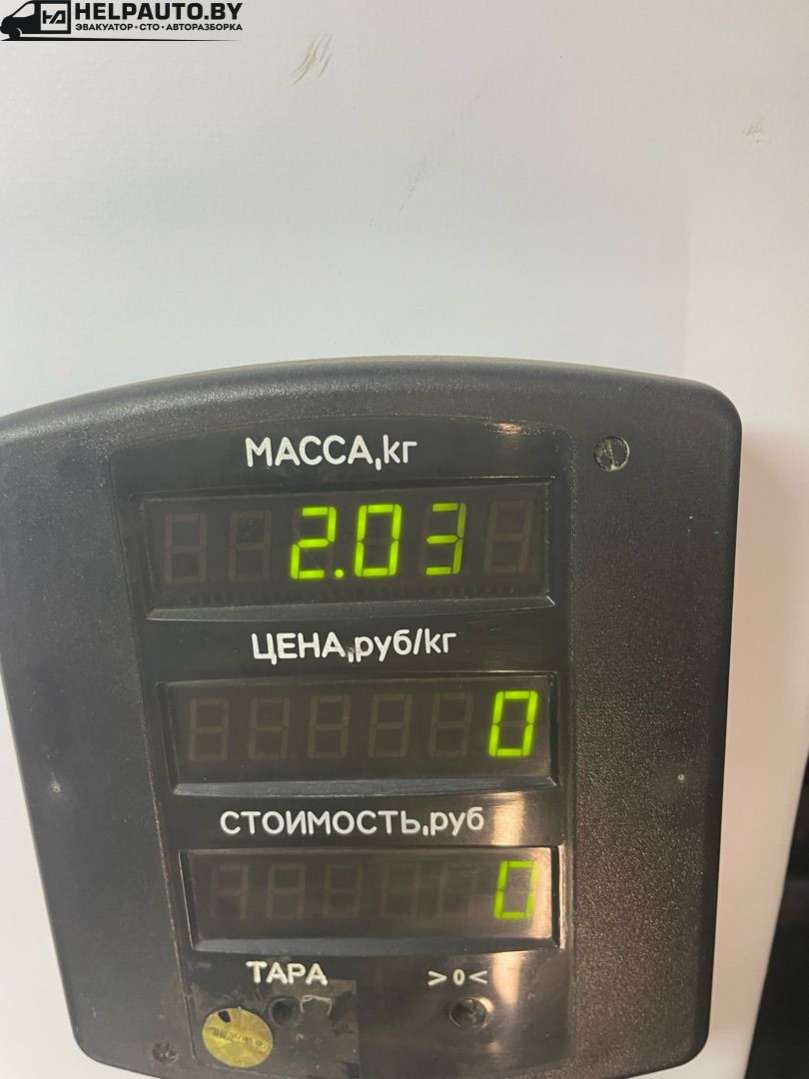 HELPAUTO.BY
ЭВАКУАТОР • СТО • АВТОРАЗБОРКА
МАССА,кг
2.03
ЦЕНА,руб/кг
0
СТОИМОСТЬ,руб
0
ТАРА >0<